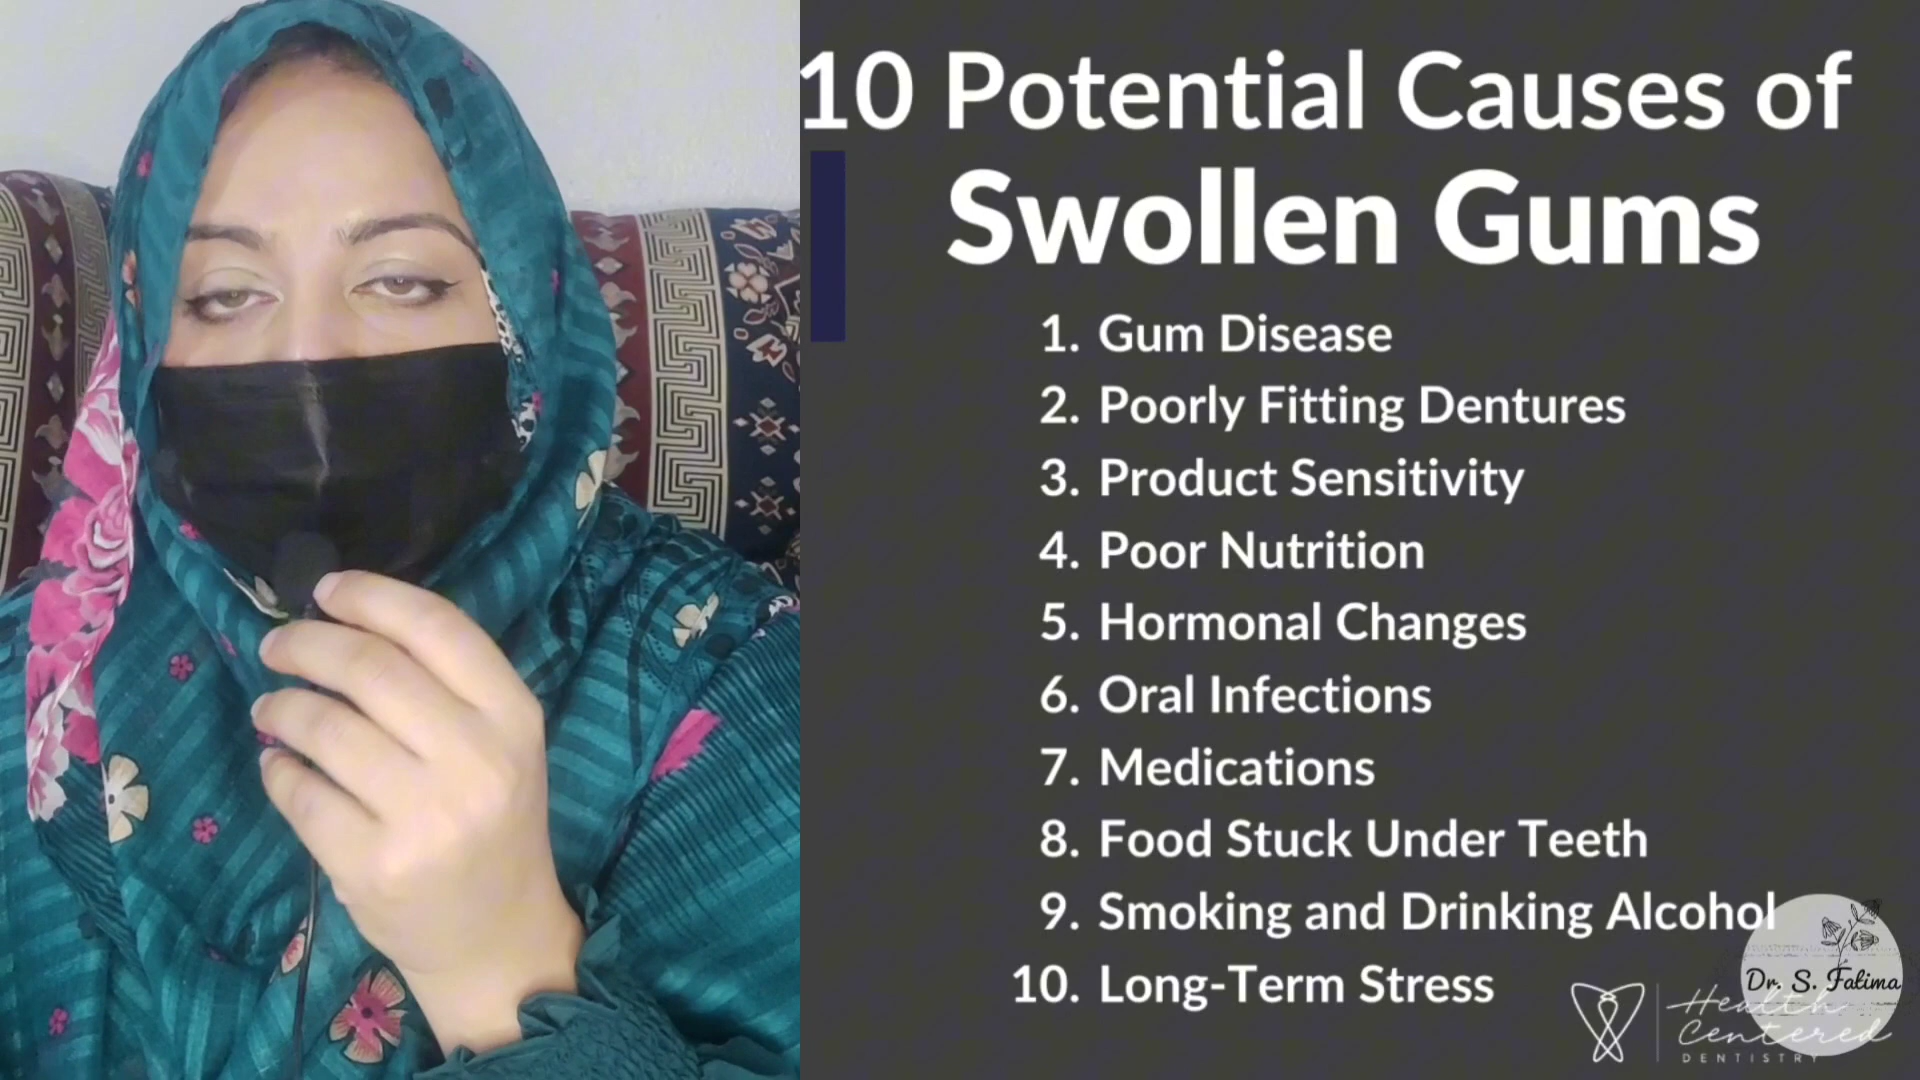 10 Potential Causes of
Swollen Gums
1. Gum Disease
2. Poorly Fitting Dentures
3. Product Sensitivity
4. Poor Nutrition
5. Hormonal Changes
6. Oral Infections
7. Medications
8. Food Stuck Under Teeth
9. Smoking and Drinking Alcohol
10. Long-Term Stress
Dr. S. Fatima
Health
Centered
DENTISTRY